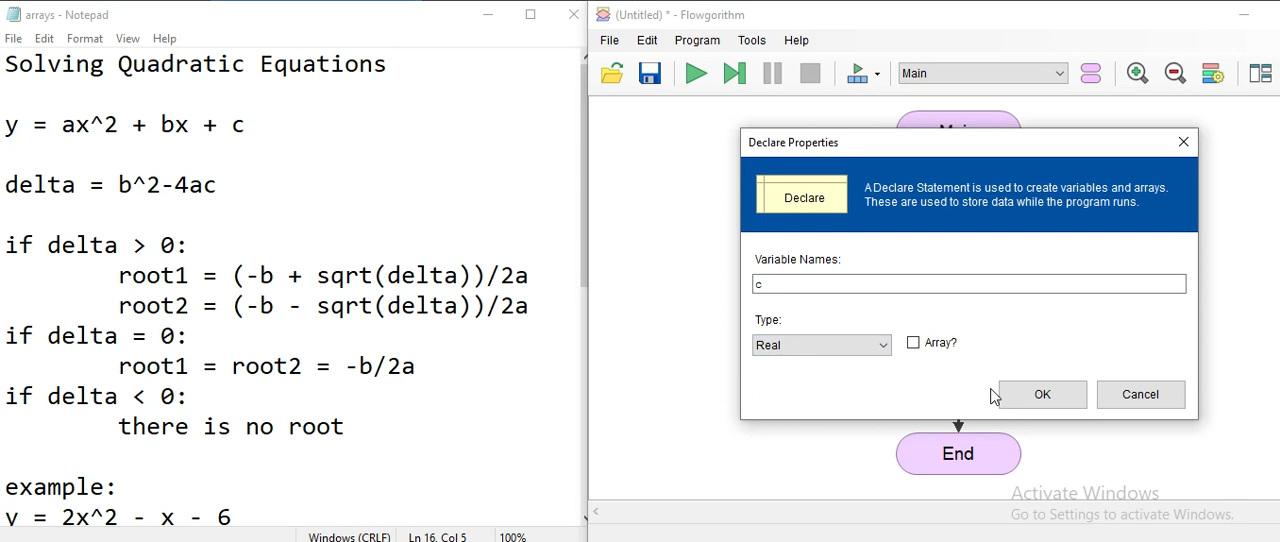 arrays - Notepad
File Edit Format View Help
Solving Quadratic Equations
y = ax^2 + bx + c
delta = b^2-4ac
if delta > 0:
root1 = (-b + sqrt(delta))/2a
root2 = (-b - sqrt(delta))/2a
if delta = 0:
root1 = root2 = -b/2a
if delta < 0:
there is no root
example:
y = 2x^2 - x - 6
Windows (CRLF) Ln 16, Col 5 100%
(Untitled) * - Flowgorithm
File Edit Program Tools Help
Main
Main
Declare Properties
Declare
A Declare Statement is used to create variables and arrays.
These are used to store data while the program runs.
Variable Names:
c
Type:
Real
Array?
OK Cancel
End
Activate Windows
Go to Settings to activate Windows.